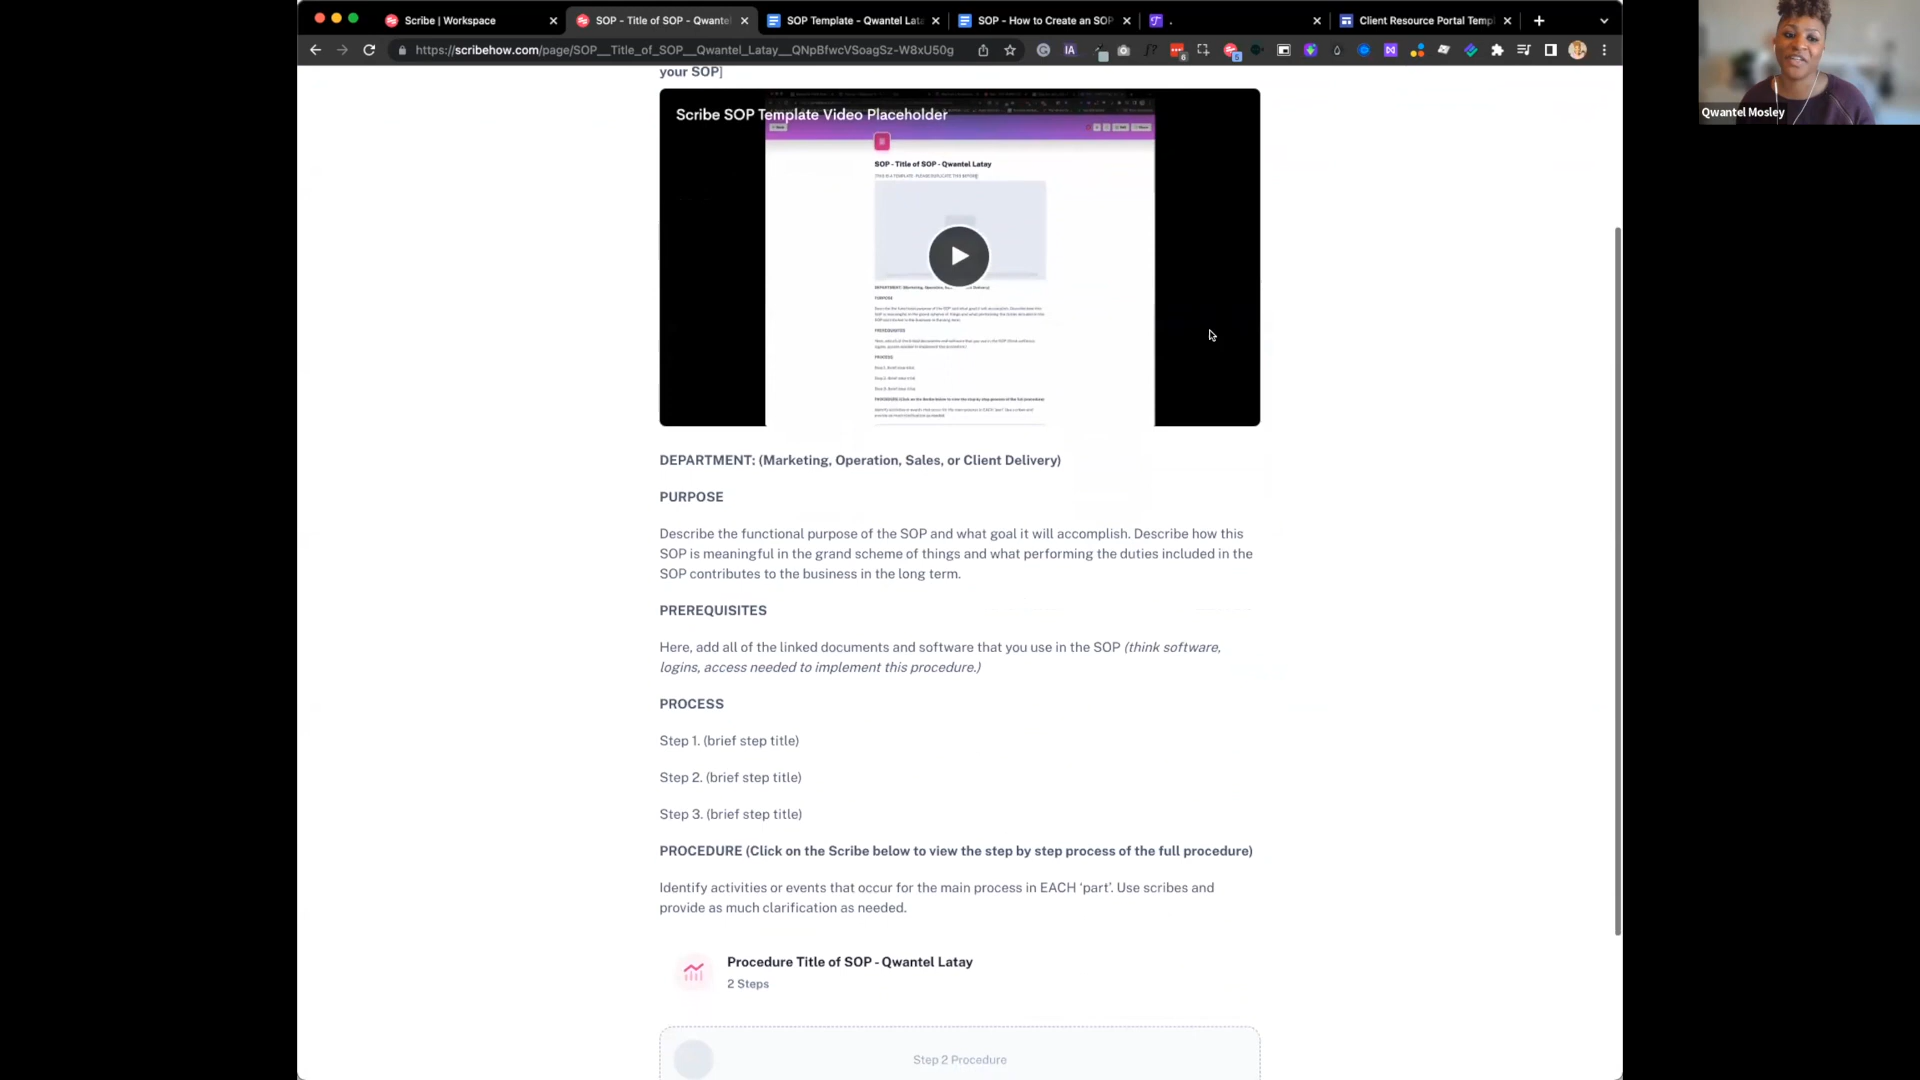 Scribe | Workspace
SOP - Title of SOP - Qwante
SOP Template - Qwantel Lat
SOP - How to Create an SOP
.
Client Resource Portal Temp
https://scribehow.com/page/SOP__Title_of_SOP__Qwantel_Latay__QNpBfwcVSoagSz-W8xU50g
Qwantel Mosley
your SOP]
Scribe SOP Template Video Placeholder
SOP - Title of SOP - Qwantel Latay
PURPOSE
PREREQUISITES
PROCESS
DEPARTMENT: (Marketing, Operation, Sales, or Client Delivery)
PURPOSE
Describe the functional purpose of the SOP and what goal it will accomplish. Describe how this
SOP is meaningful in the grand scheme of things and what performing the duties included in the
SOP contributes to the business in the long term.
PREREQUISITES
Here, add all of the linked documents and software that you use in the SOP (think software,
logins, access needed to implement this procedure.)
PROCESS
Step 1. (brief step title)
Step 2. (brief step title)
Step 3. (brief step title)
PROCEDURE (Click on the Scribe below to view the step by step process of the full procedure)
Identify activities or events that occur for the main process in EACH ‘part’. Use scribes and
provide as much clarification as needed.
Procedure Title of SOP - Qwantel Latay
2 Steps
Step 2 Procedure